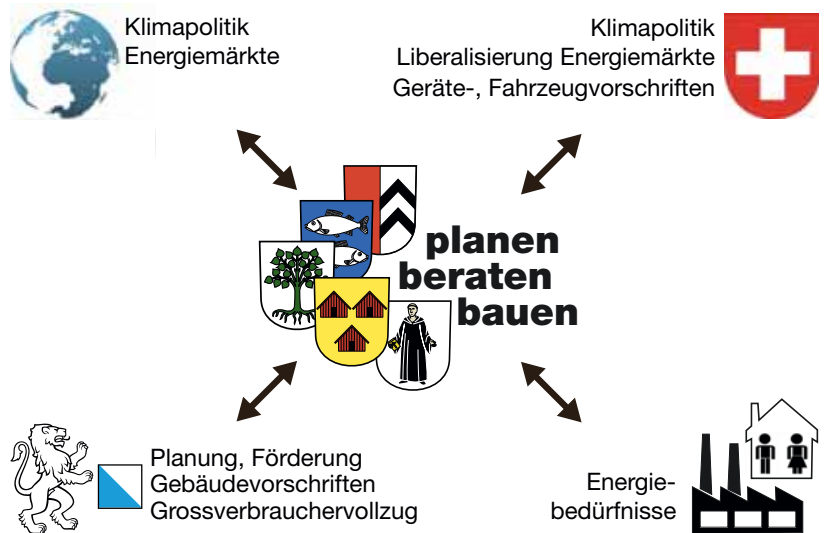 Klimapolitik
Energiemärkte
Klimapolitik
Liberalisierung Energiemärkte
Geräte-, Fahrzeugvorschriften
planen
beraten
bauen
Planung, Förderung
Gebäudevorschriften
Grossverbrauchervollzug
Energie-
bedürfnisse